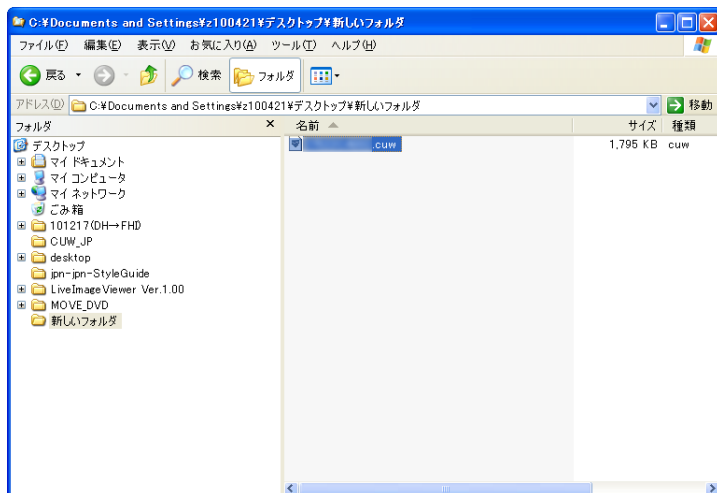 C:¥Documents and Settings¥z100421¥デスクトップ¥新しいフォルダ
ファイル(F) 編集(E) 表示(V) お気に入り(A) ツール(T) ヘルプ(H)
戻る 検索 フォルダ
アドレス(D) C:¥Documents and Settings¥z100421¥デスクトップ¥新しいフォルダ 移動
フォルダ × 名前 サイズ 種類
デスクトップ .cuw 1,795 KB cuw
マイ ドキュメント
マイ コンピュータ
マイ ネットワーク
ごみ箱
101217(DH→FHD)
CUW_JP
desktop
jpn-jpn-StyleGuide
LiveImageViewer Ver.1.00
MOVE_DVD
新しいフォルダ